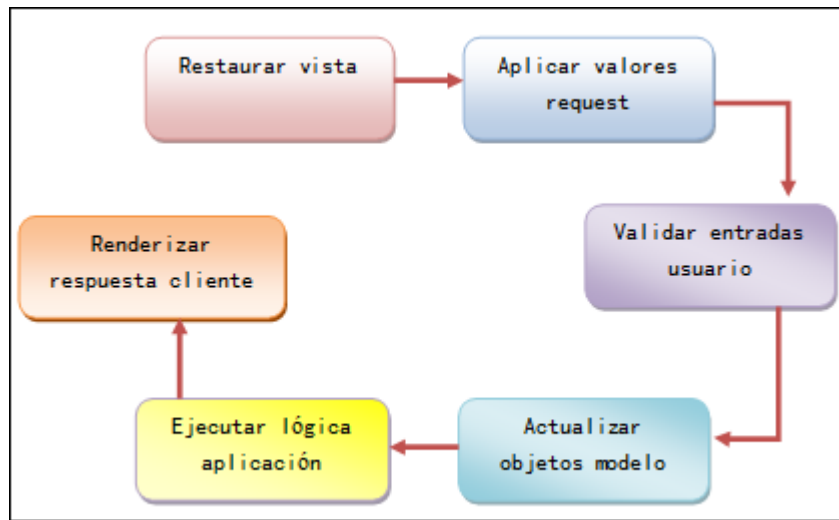 Restaurar vista
Aplicar valores
request
Validar entradas
usuario
Actualizar
objetos modelo
Ejecutar lógica
aplicación
Renderizar
respuesta cliente